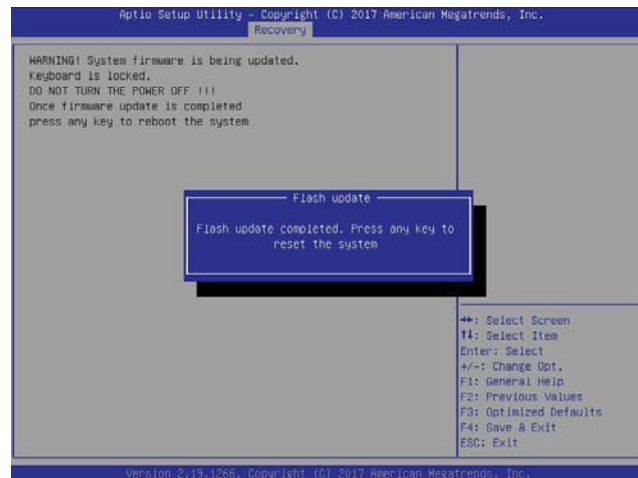 Aptio Setup Utility – Copyright (C) 2017 American Megatrends, Inc.
Recovery
WARNING! System firmware is being updated.
Keyboard is locked.
DO NOT TURN THE POWER OFF !!!
Once firmware update is completed
press any key to reboot the system
Flash update
Flash update completed. Press any key to
reset the system
→←: Select Screen
↑↓: Select Item
Enter: Select
+/-: Change Opt.
F1: General Help
F2: Previous Values
F3: Optimized Defaults
F4: Save & Exit
ESC: Exit
Version 2.19.1266. Copyright (C) 2017 American Megatrends, Inc.